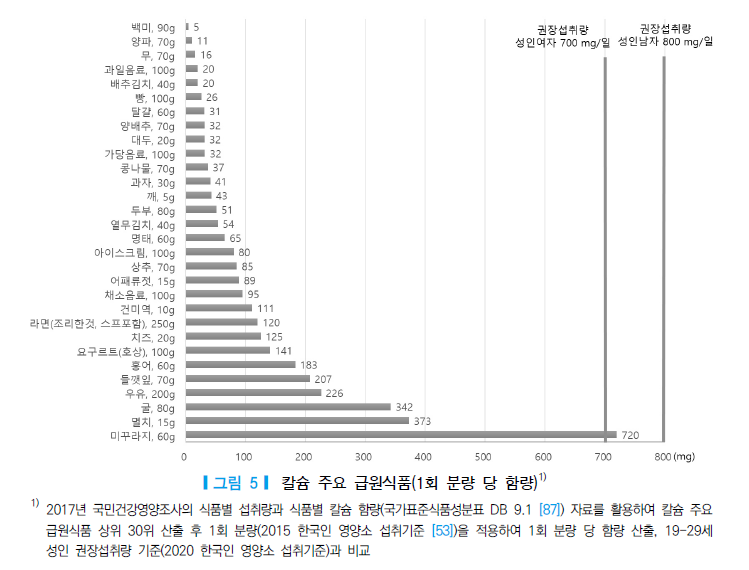 권장섭취량
성인여자 700 mg/일
권장섭취량
성인남자 800 mg/일
백미, 90g 5
양파, 70g 11
무, 70g 16
과일음료, 100g 20
배추김치, 40g 20
빵, 100g 26
달걀, 60g 31
양배추, 70g 32
대두, 20g 32
가당음료, 100g 32
콩나물, 70g 37
과자, 30g 41
깨, 5g 43
두부, 80g 51
열무김치, 40g 54
명태, 60g 65
아이스크림, 100g 80
상추, 70g 85
어패류젓, 15g 89
채소음료, 100g 95
건미역, 10g 111
라면(조리한것, 스프포함), 250g 120
치즈, 20g 125
요구르트(호상), 100g 141
홍어, 60g 183
들깻잎, 70g 207
우유, 200g 226
굴, 80g 342
멸치, 15g 373
미꾸라지, 60g 720
0 100 200 300 400 500 600 700 800 (mg)
그림 5 칼슘 주요 급원식품(1회 분량 당 함량)1)
1) 2017년 국민건강영양조사의 식품별 섭취량과 식품별 칼슘 함량(국가표준식품성분표 DB 9.1 [87]) 자료를 활용하여 칼슘 주요
급원식품 상위 30위 산출 후 1회 분량(2015 한국인 영양소 섭취기준 [53])을 적용하여 1회 분량 당 함량 산출, 19-29세
성인 권장섭취량 기준(2020 한국인 영양소 섭취기준)과 비교